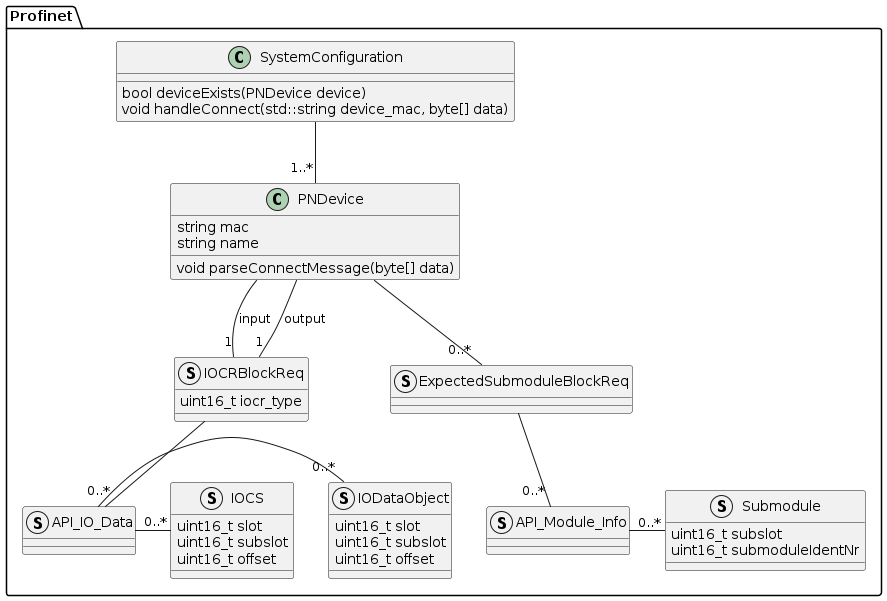 Profinet
C SystemConfiguration
bool deviceExists(PNDevice device)
void handleConnect(std::string device_mac, byte[] data)
1..*
C PNDevice
string mac
string name
void parseConnectMessage(byte[] data)
input
output
1
1
0..*
S IOCRBlockReq
uint16_t iocr_type
S ExpectedSubmoduleBlockReq
0..*
0..*
0..*
S API_IO_Data
0..*
S IOCS
uint16_t slot
uint16_t subslot
uint16_t offset
S IODataObject
uint16_t slot
uint16_t subslot
uint16_t offset
S API_Module_Info
0..*
S Submodule
uint16_t subslot
uint16_t submoduleIdentNr